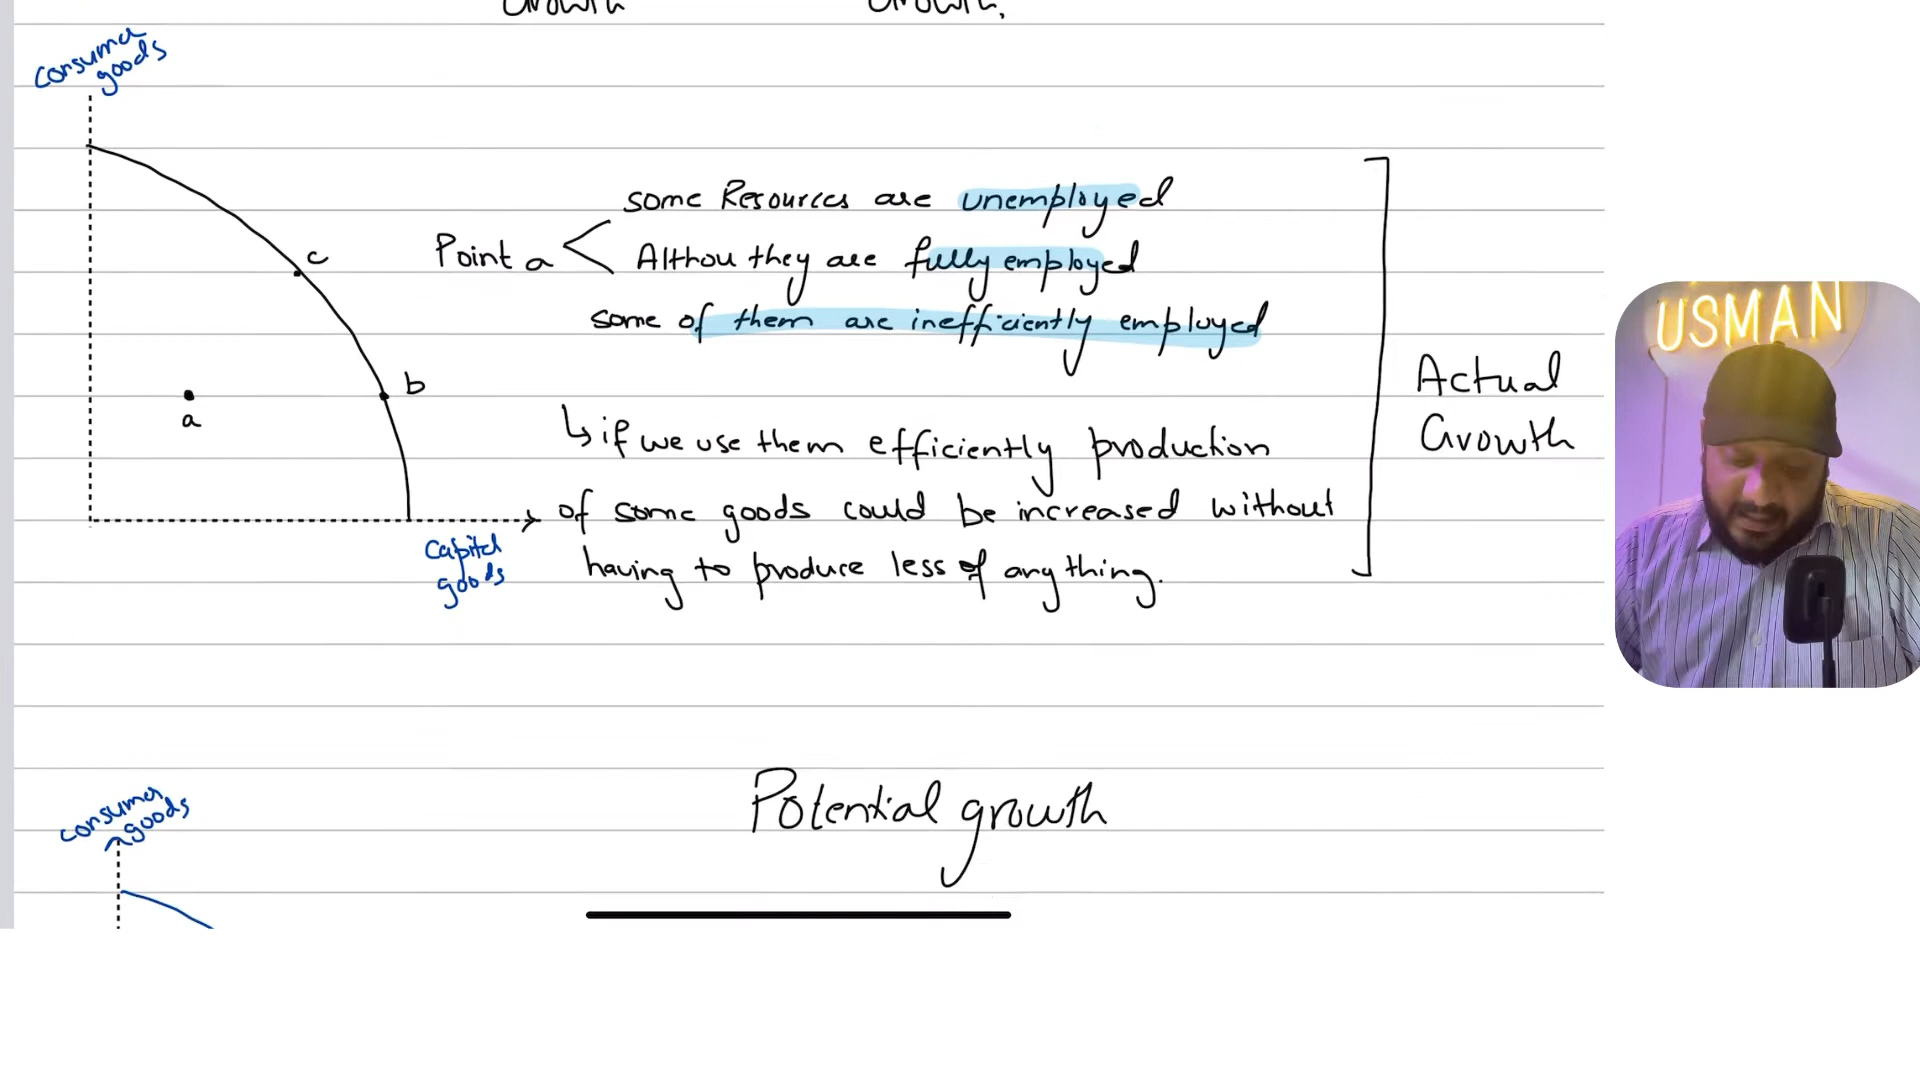 Growth Growth.
consumer
goods
some Resources are unemployed
c
Point a
Althou they are fully employed
some of them are inefficiently employed
USMAN
b
a
Actual
Growth
↳ if we use them efficiently production
of some goods could be increased without
having to produce less of anything.
Capital
goods
Potential growth
consumer
goods